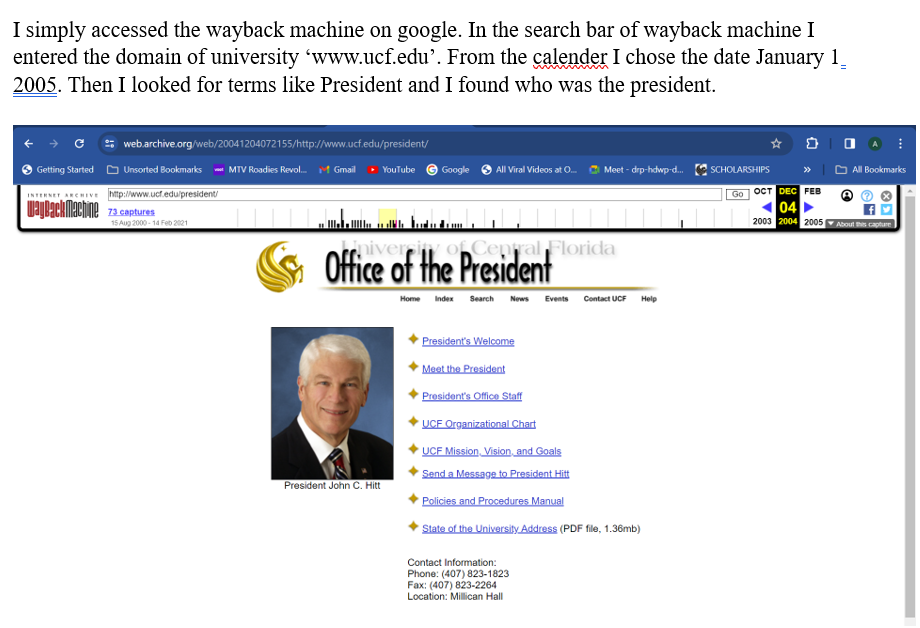 I simply accessed the wayback machine on google. In the search bar of wayback machine I
entered the domain of university ‘www.ucf.edu’. From the calender I chose the date January 1
2005. Then I looked for terms like President and I found who was the president.
web.archive.org/web/20041204072155/http://www.ucf.edu/president/
A
Getting Started Unsorted Bookmarks MTV Roadies Revol... Gmail YouTube Google All Viral Videos at O... Meet - drp-hdwp-d... SCHOLARSHIPS » All Bookmarks
INTERNET ARCHIVE http://www.ucf.edu/president/ Go OCT DEC FEB
WayBackMachine 73 captures 04
15 Aug 2000 - 14 Feb 2021 2003 2004 2005 About this capture
University of Central Florida
Office of the President
Home Index Search News Events Contact UCF Help
President's Welcome
Meet the President
President's Office Staff
UCF Organizational Chart
UCF Mission, Vision, and Goals
Send a Message to President Hitt
President John C. Hitt
Policies and Procedures Manual
State of the University Address (PDF file, 1.36mb)
Contact Information:
Phone: (407) 823-1823
Fax: (407) 823-2264
Location: Millican Hall